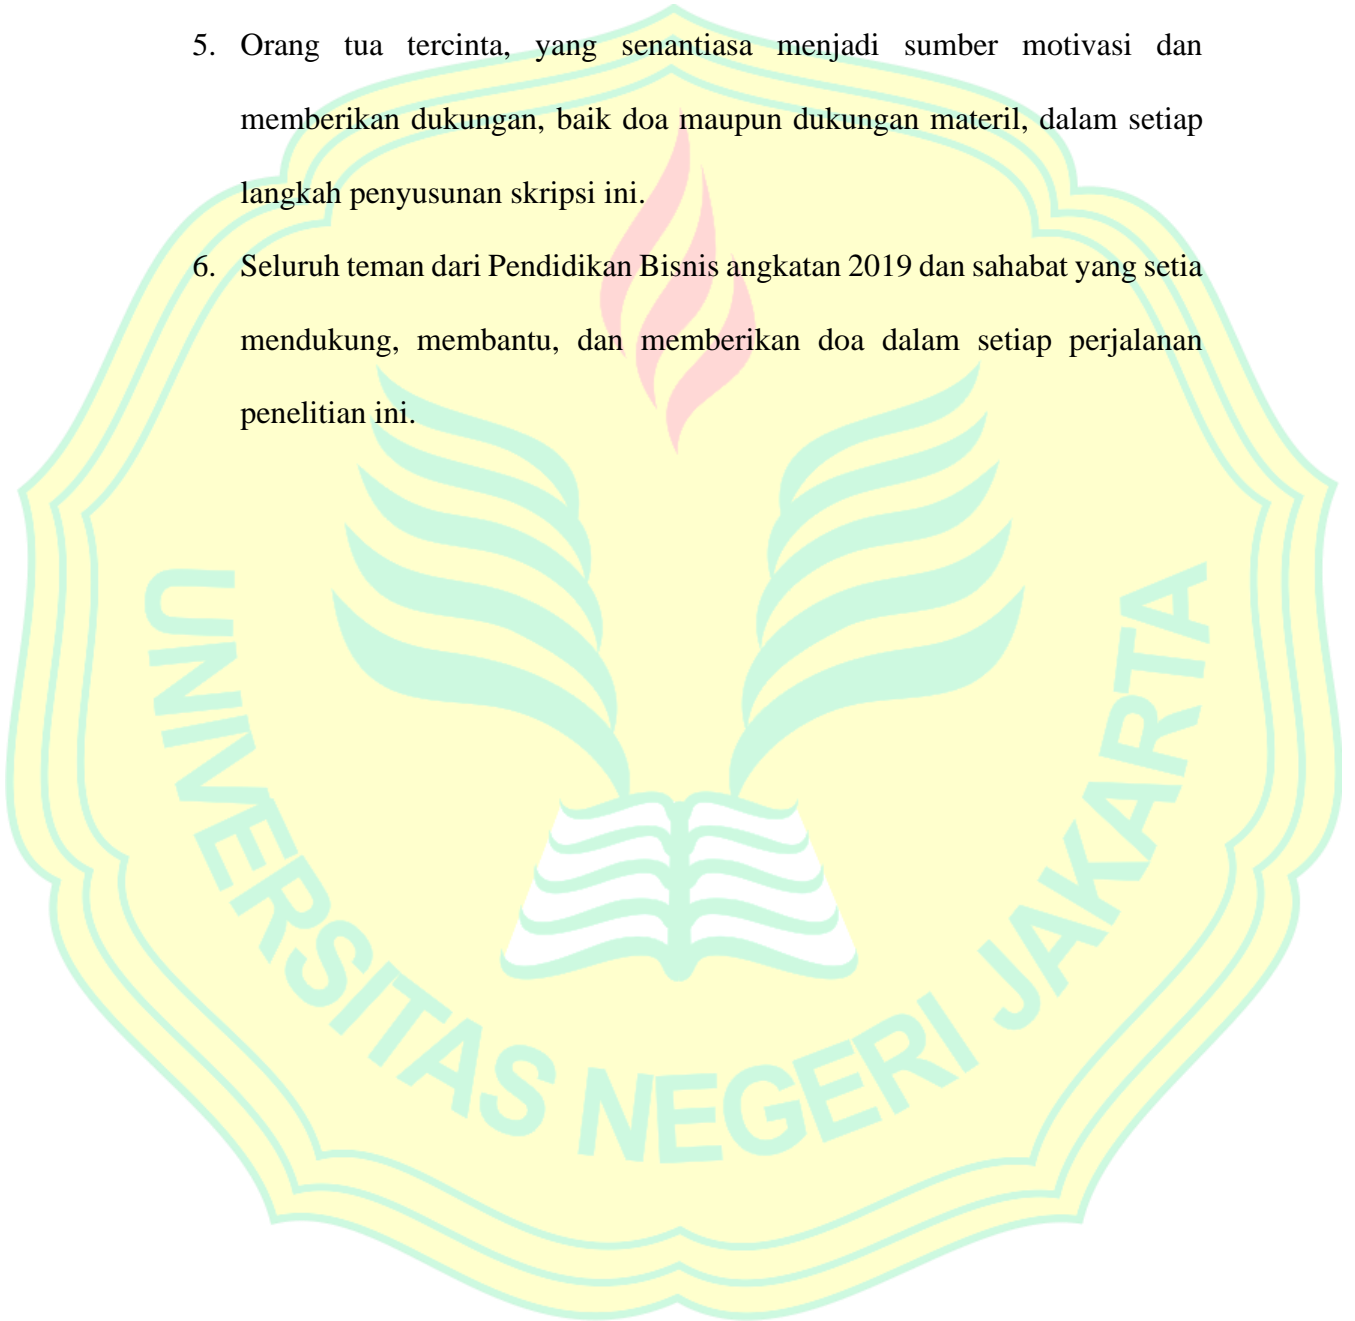 5. Orang tua tercinta, yang senantiasa menjadi sumber motivasi dan
memberikan dukungan, baik doa maupun dukungan materil, dalam setiap
langkah penyusunan skripsi ini.
6. Seluruh teman dari Pendidikan Bisnis angkatan 2019 dan sahabat yang setia
mendukung, membantu, dan memberikan doa dalam setiap perjalanan
penelitian ini.
UNIVERSITAS NEGERI JAKARTA